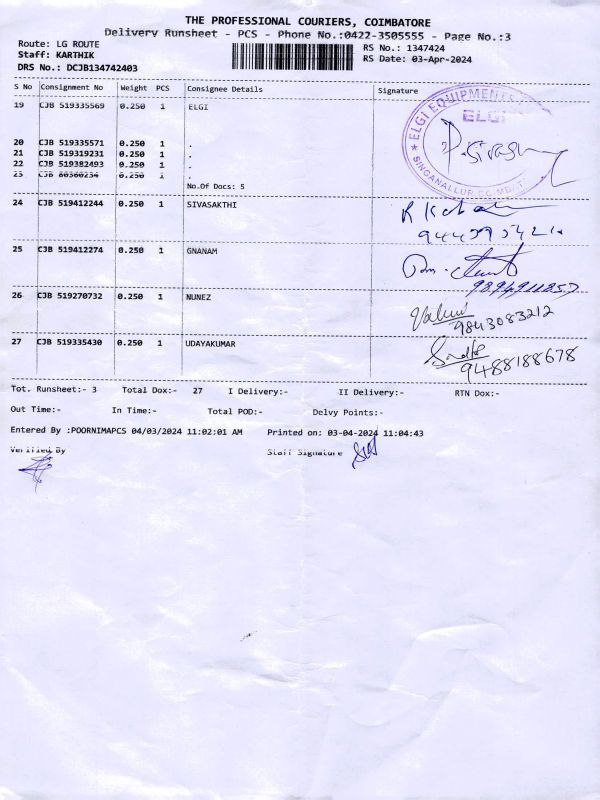 THE PROFESSIONAL COURIERS, COIMBATORE
Delivery Runsheet - PCS - Phone No.:0422-3505555 - Page No.:3
Route: LG ROUTE
RS No.: 1347424
Staff: KARTHIK
RS Date: 03-Apr-2024
DRS No.: DCJB134742403
S No Consignment No Weight PCS Consignee Details Signature
19 CJB 519335569 0.250 1 ELGI
ELGI EQUIPMENTS
ELGI
SINGANALLUR
20 CJB 519335571 0.250 1 .
21 CJB 519319231 0.250 1 .
22 CJB 519382493 0.250 1 .
23 CJB 0.250 1 .
No.Of Docs: 5
24 CJB 519412244 0.250 1 SIVASAKTHI
25 CJB 519412274 0.250 1 GNANAM
26 CJB 519270732 0.250 1 NUNEZ
9843083212
27 CJB 519335430 0.250 1 UDAYAKUMAR
9488188678
Tot. Runsheet:- 3 Total Dox:- 27 I Delivery:- II Delivery:- RTN Dox:-
Out Time:- In Time:- Total POD:- Delvy Points:-
Entered By :POORNIMAPCS 04/03/2024 11:02:01 AM Printed on: 03-04-2024 11:04:43
Verified By Staff Signature